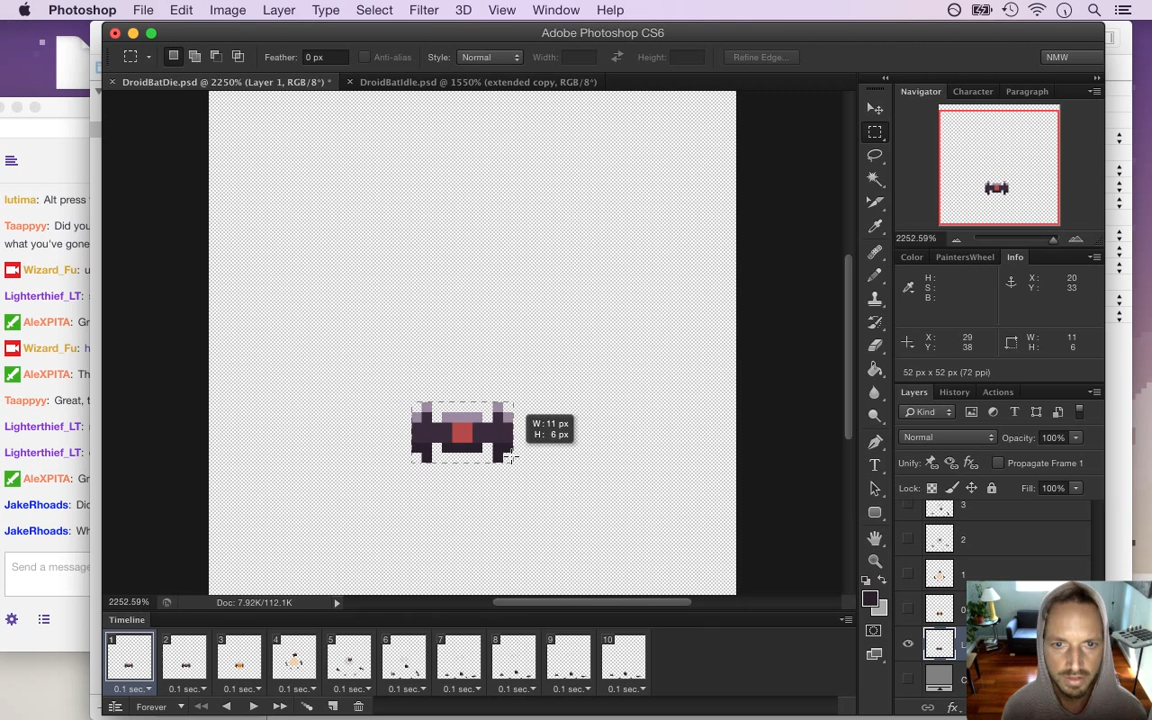 Photoshop File Edit Image Layer Type Select Filter 3D View Window Help
Adobe Photoshop CS6
Feather: 0 px Anti-alias Style: Normal Width: Height: Refine Edge... NMW
× DroidBatDie.psd @ 2250% (Layer 1, RGB/8*) * × DroidBatIdle.psd @ 1550% (extended copy, RGB/8*)
Navigator Character Paragraph
2252.59%
Color PaintersWheel Info
H:
S:
B:
X: 20
Y: 33
X: 29
Y: 38
W: 11
H: 6
52 px x 52 px (72 ppi)
Layers History Actions
Kind
Normal Opacity: 100%
Unify: Propagate Frame 1
Lock: Fill: 100%
3
2
1
0
L
C
fx
W: 11 px
H: 6 px
lutima: Alt press
Taappyy: Did you
what you've gone
Wizard_Fu: u
Lighterthief_LT:
AleXPITA: Gr
Wizard_Fu: h
AleXPITA: Th
Taappyy: Great, t
Lighterthief_LT:
Lighterthief_LT:
AleXPITA: Gr
JakeRhoads: Did
JakeRhoads: Wh
Send a message
2252.59% Doc: 7.92K/112.1K
Timeline
1 2 3 4 5 6 7 8 9 10
0.1 sec. 0.1 sec. 0.1 sec. 0.1 sec. 0.1 sec. 0.1 sec. 0.1 sec. 0.1 sec. 0.1 sec. 0.1 sec.
Forever